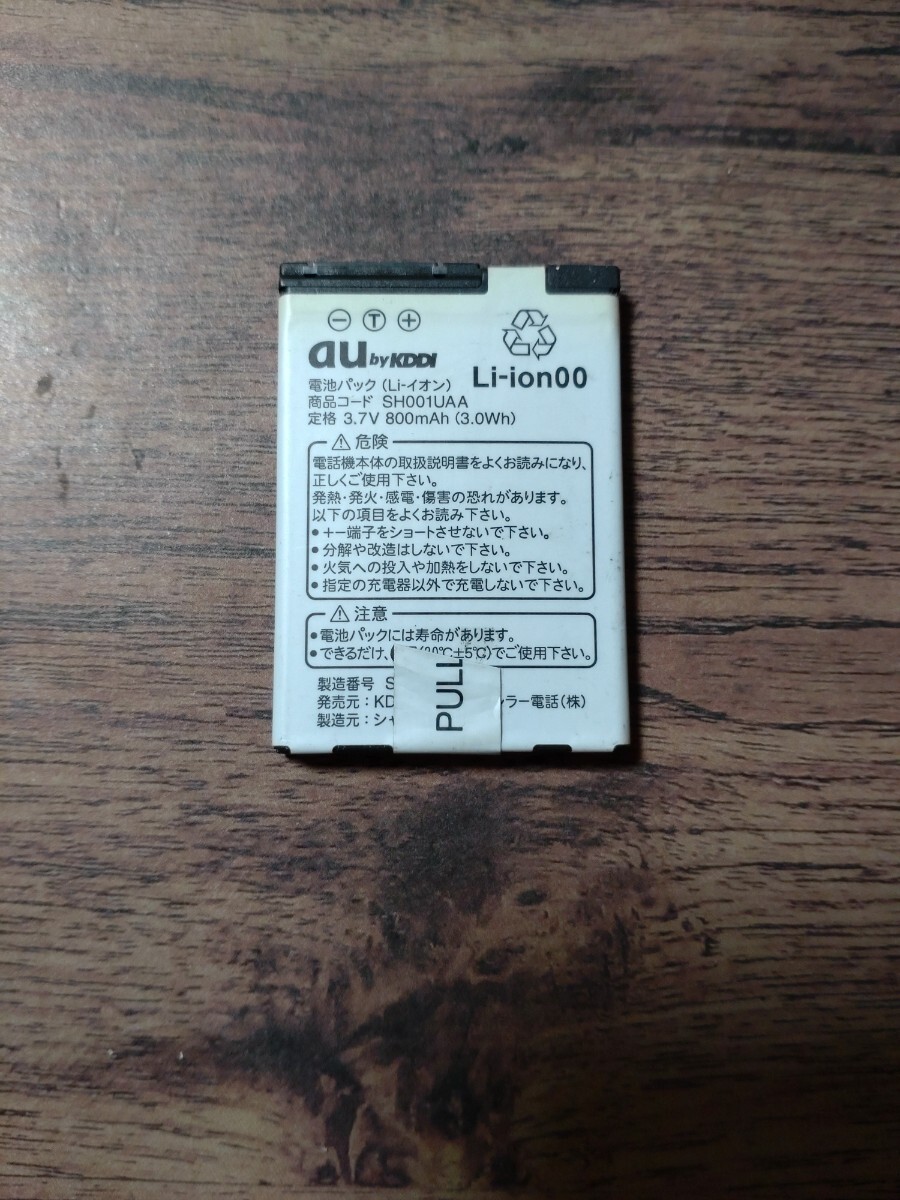 ⊖ Ⓣ ⊕
au by KDDI
Li-ion00
電池パック (Li-イオン)
商品コード SH001UAA
定格 3.7V 800mAh (3.0Wh)
⚠ 危険
電話機本体の取扱説明書をよくお読みになり、
正しくご使用下さい。
発熱・発火・感電・傷害の恐れがあります。
以下の項目をよくお読み下さい。
● +−端子をショートさせないで下さい。
● 分解や改造はしないで下さい。
● 火気への投入や加熱をしないで下さい。
● 指定の充電器以外で充電しないで下さい。
⚠ 注意
● 電池パックには寿命があります。
● できるだけ、℃±5℃)でご使用下さい。
製造番号 S
発売元：KD ラー電話(株)
製造元：シャ
PULL